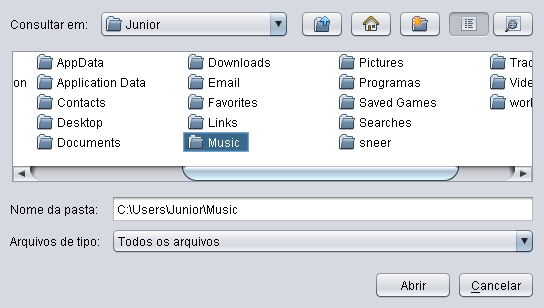 Consultar em: Junior
AppData Downloads Pictures Trac
on Application Data Email Programas Vide
Contacts Favorites Saved Games worl
Desktop Links Searches
Documents Music sneer
Nome da pasta: C:\Users\Junior\Music
Arquivos de tipo: Todos os arquivos
Abrir Cancelar